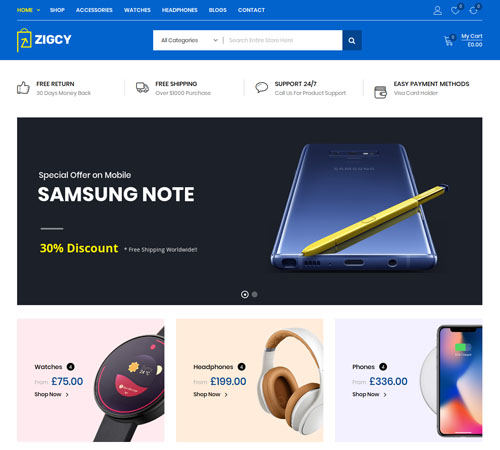 HOME SHOP ACCESSORIES WATCHES HEADPHONES BLOGS CONTACT
0 0
ZIGCY
All Categories Search Entire Store Here
0 My Cart
£0.00
FREE RETURN
30 Days Money Back
FREE SHIPPING
Over $1000 Purchase
SUPPORT 24/7
Call Us For Product Support
EASY PAYMENT METHODS
Visa Card Holder
Special Offer on Mobile
SAMSUNG NOTE
30% Discount * Free Shipping Worldwide!!
SAMSUNG
Watches 4
From £75.00
Shop Now
24°C
Headphones 4
From £199.00
Shop Now
Phones 4
From £336.00
Shop Now